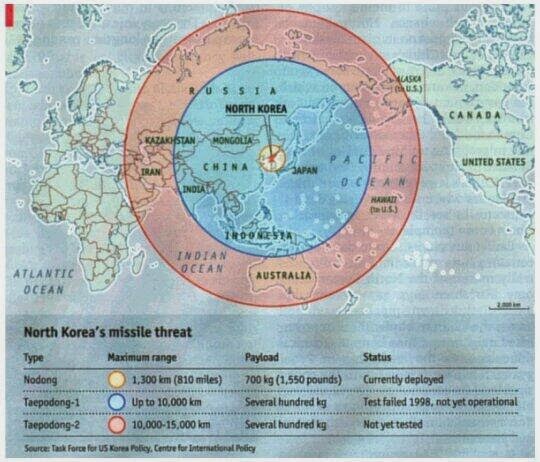 RUSSIA
ALASKA
(to U.S.)
NORTH KOREA
CANADA
KAZAKHSTAN
MONGOLIA
UNITED STATES
CHINA
JAPAN
PACIFIC
OCEAN
IRAN
INDIA
HAWAII
(to U.S.)
INDONESIA
INDIAN
OCEAN
ATLANTIC
OCEAN
AUSTRALIA
2,000 km
North Korea's missile threat
Type Maximum range Payload Status
Nodong 1,300 km (810 miles) 700 kg (1,550 pounds) Currently deployed
Taepodong-1 Up to 10,000 km Several hundred kg Test failed 1998, not yet operational
Taepodong-2 10,000-15,000 km Several hundred kg Not yet tested
Source: Task Force for US Korea Policy, Centre for International Policy